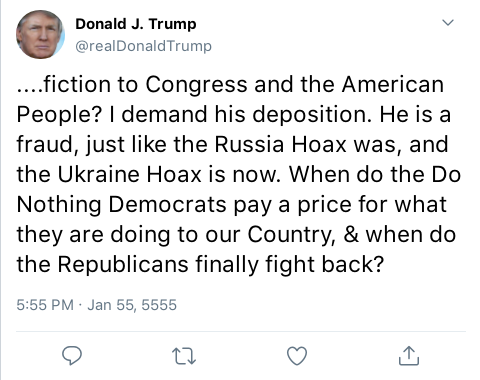 Donald J. Trump
@realDonaldTrump
....fiction to Congress and the American
People? I demand his deposition. He is a
fraud, just like the Russia Hoax was, and
the Ukraine Hoax is now. When do the Do
Nothing Democrats pay a price for what
they are doing to our Country, & when do
the Republicans finally fight back?
5:55 PM · Jan 55, 5555